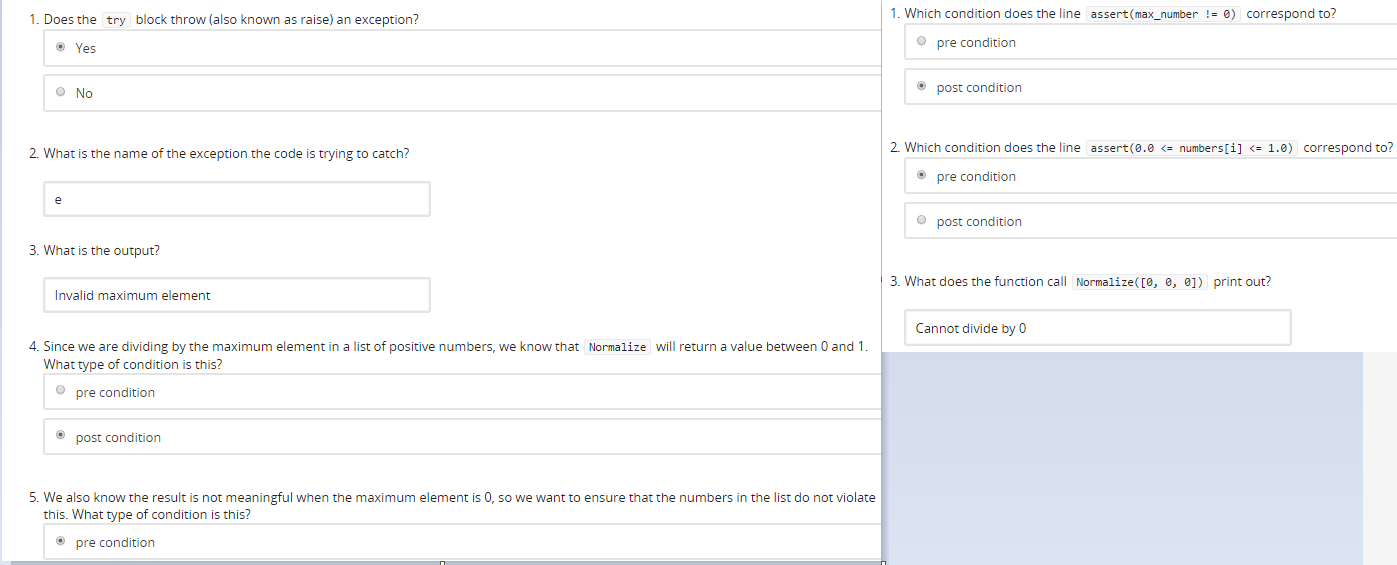 1. Does the try block throw (also known as raise) an exception?
Yes
No
2. What is the name of the exception the code is trying to catch?
e
3. What is the output?
Invalid maximum element
4. Since we are dividing by the maximum element in a list of positive numbers, we know that Normalize will return a value between 0 and 1.
What type of condition is this?
pre condition
post condition
5. We also know the result is not meaningful when the maximum element is 0, so we want to ensure that the numbers in the list do not violate
this. What type of condition is this?
pre condition
1. Which condition does the line assert(max_number != 0) correspond to?
pre condition
post condition
2. Which condition does the line assert(0.0 <= numbers[i] <= 1.0) correspond to?
pre condition
post condition
3. What does the function call Normalize([0, 0, 0]) print out?
Cannot divide by 0